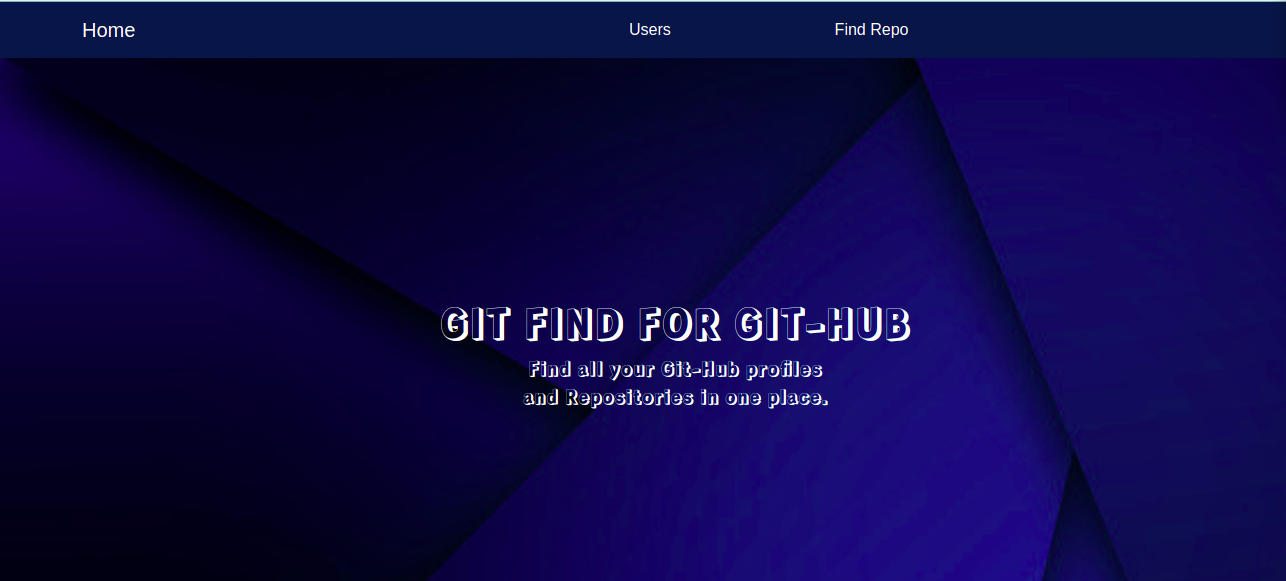 Home
Users
Find Repo
GIT FIND FOR GIT-HUB
Find all your Git-Hub profiles
and Repositories in one place.